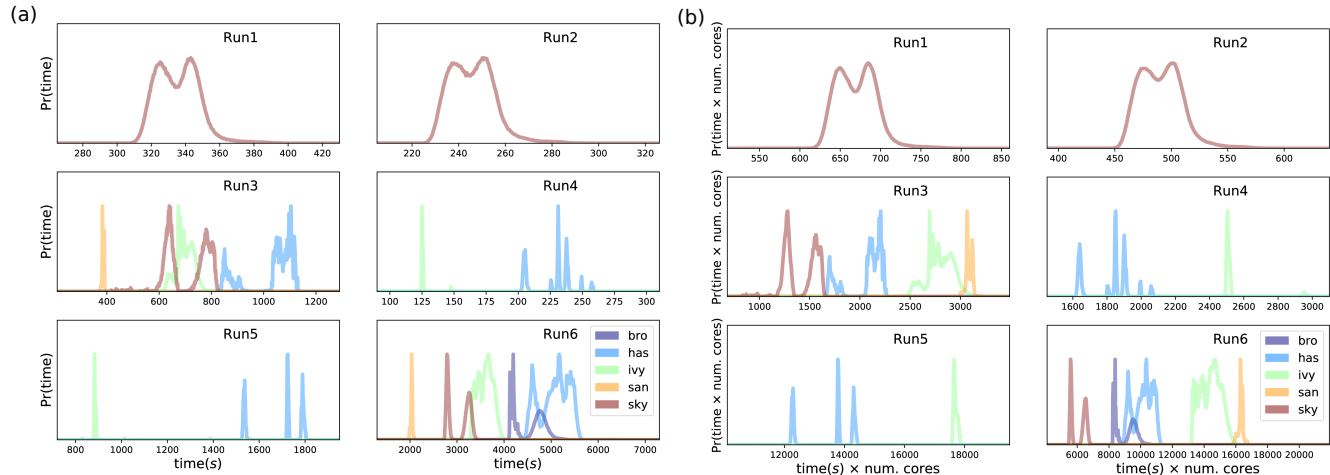 (a)
Run1
Pr(time)
280 300 320 340 360 380 400 420
Run2
220 240 260 280 300 320
Run3
Pr(time)
400 600 800 1000 1200
Run4
100 125 150 175 200 225 250 275 300
Run5
Pr(time)
800 1000 1200 1400 1600 1800
time(s)
Run6
bro
has
ivy
san
sky
2000 3000 4000 5000 6000 7000
time(s)
(b)
Run1
Pr(time × num. cores)
550 600 650 700 750 800 850
Run2
400 450 500 550 600
Run3
Pr(time × num. cores)
1000 1500 2000 2500 3000
Run4
1600 1800 2000 2200 2400 2600 2800 3000
Run5
Pr(time × num. cores)
12000 14000 16000 18000
time(s) × num. cores
Run6
bro
has
ivy
san
sky
6000 8000 10000 12000 14000 16000 18000 20000
time(s) × num. cores